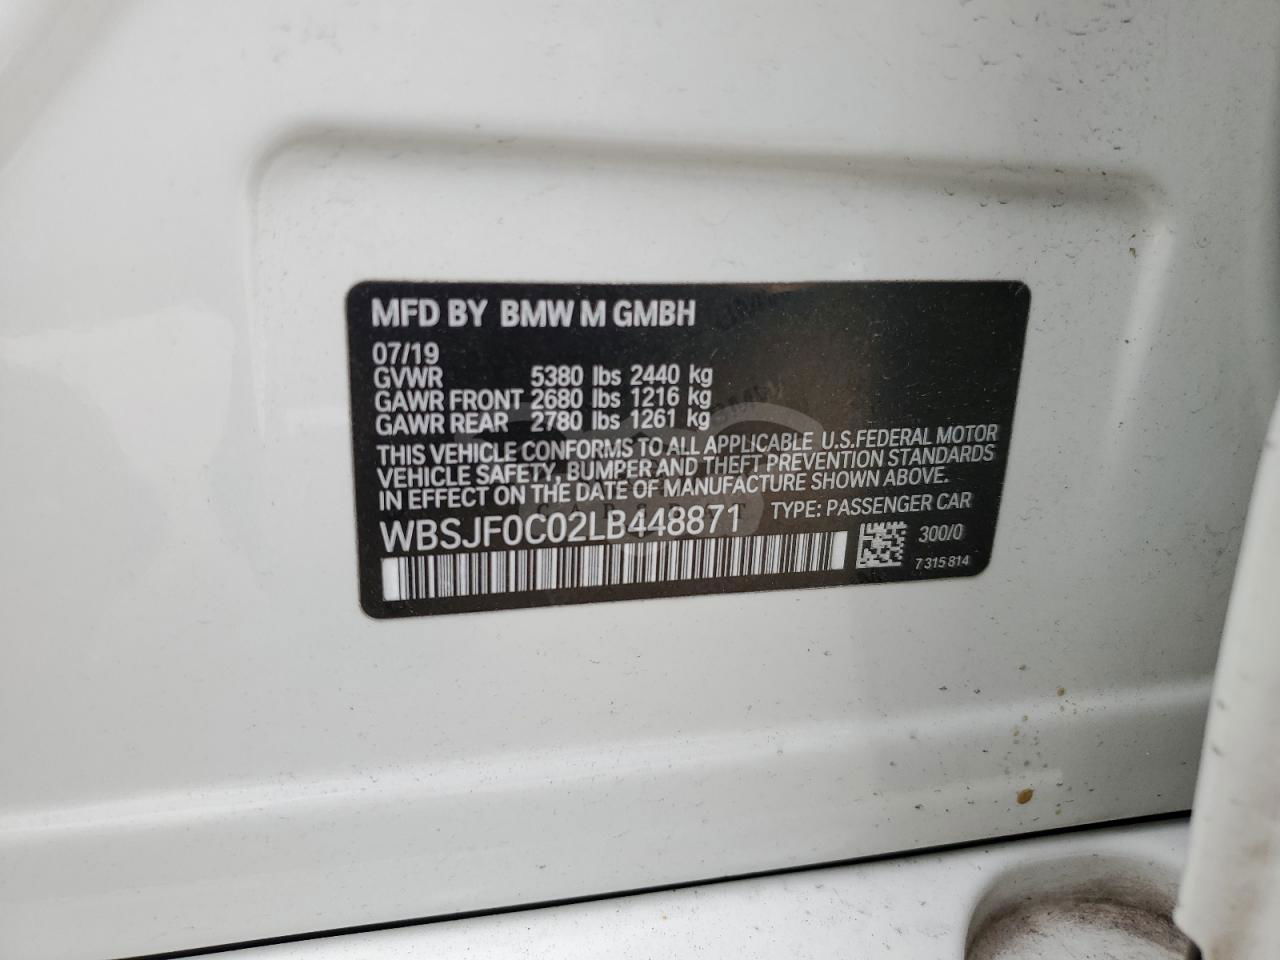 MFD BY BMW M GMBH
07/19
GVWR 5380 lbs 2440 kg
GAWR FRONT 2680 lbs 1216 kg
GAWR REAR 2780 lbs 1261 kg
THIS VEHICLE CONFORMS TO ALL APPLICABLE U.S.FEDERAL MOTOR
VEHICLE SAFETY, BUMPER AND THEFT PREVENTION STANDARDS
IN EFFECT ON THE DATE OF MANUFACTURE SHOWN ABOVE.
WBSJF0C02LB448871 TYPE: PASSENGER CAR
300/0
7 315 814